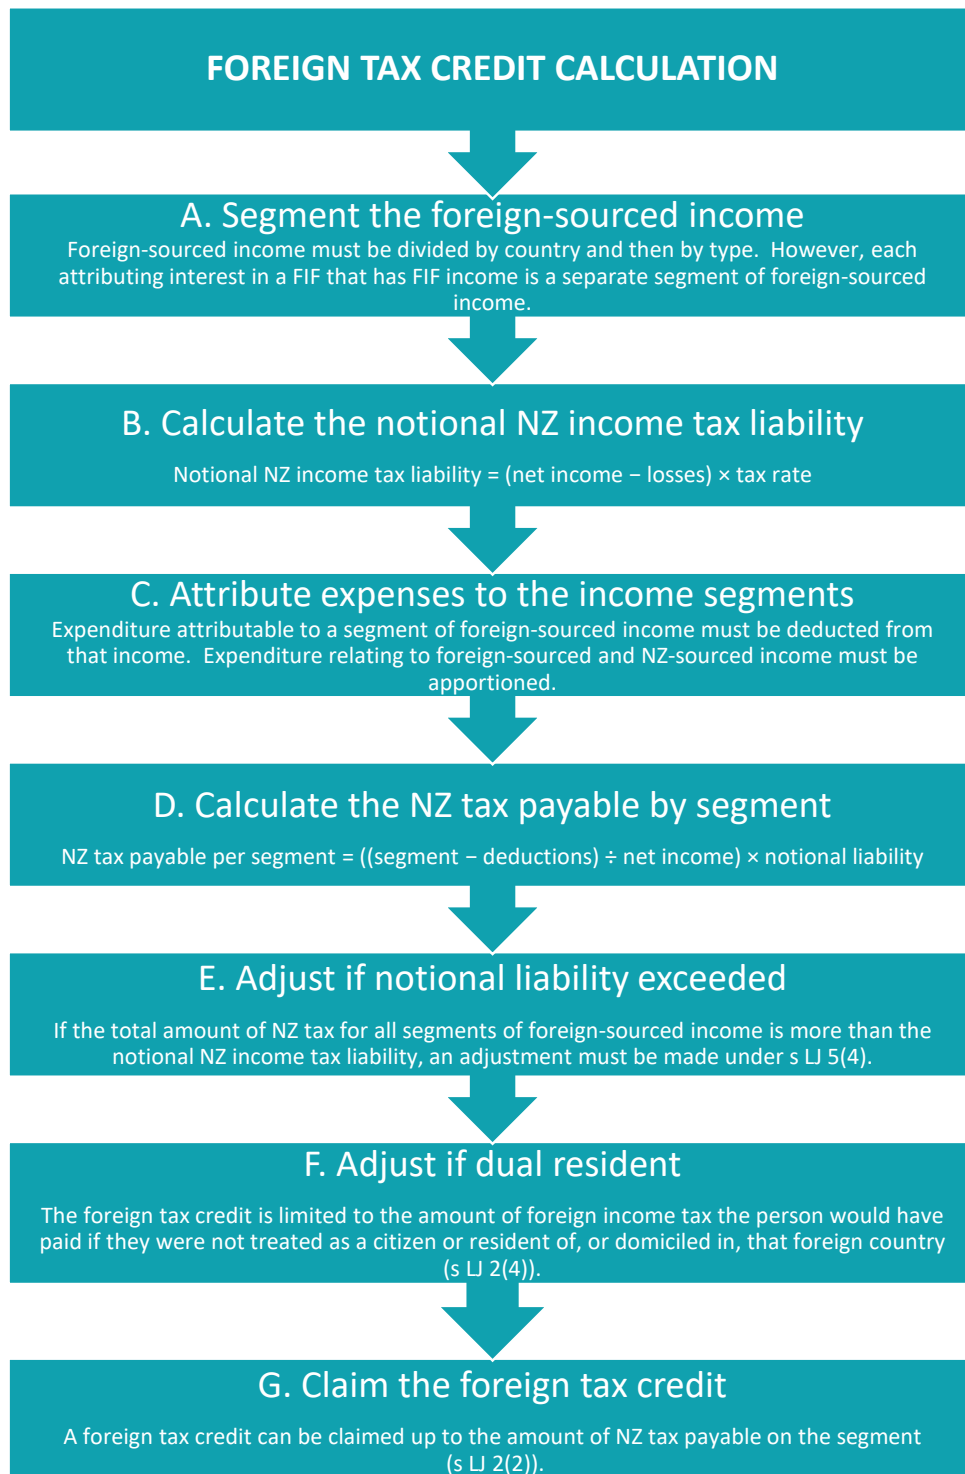 FOREIGN TAX CREDIT CALCULATION
A. Segment the foreign-sourced income
Foreign-sourced income must be divided by country and then by type.  However, each
attributing interest in a FIF that has FIF income is a separate segment of foreign-sourced
income.
B. Calculate the notional NZ income tax liability
Notional NZ income tax liability = (net income − losses) × tax rate
C. Attribute expenses to the income segments
Expenditure attributable to a segment of foreign-sourced income must be deducted from
that income.  Expenditure relating to foreign-sourced and NZ-sourced income must be
apportioned.
D. Calculate the NZ tax payable by segment
NZ tax payable per segment = ((segment − deductions) ÷ net income) × notional liability
E. Adjust if notional liability exceeded
If the total amount of NZ tax for all segments of foreign-sourced income is more than the
notional NZ income tax liability, an adjustment must be made under s LJ 5(4).
F. Adjust if dual resident
The foreign tax credit is limited to the amount of foreign income tax the person would have
paid if they were not treated as a citizen or resident of, or domiciled in, that foreign country
(s LJ 2(4)).
G. Claim the foreign tax credit
A foreign tax credit can be claimed up to the amount of NZ tax payable on the segment
(s LJ 2(2)).